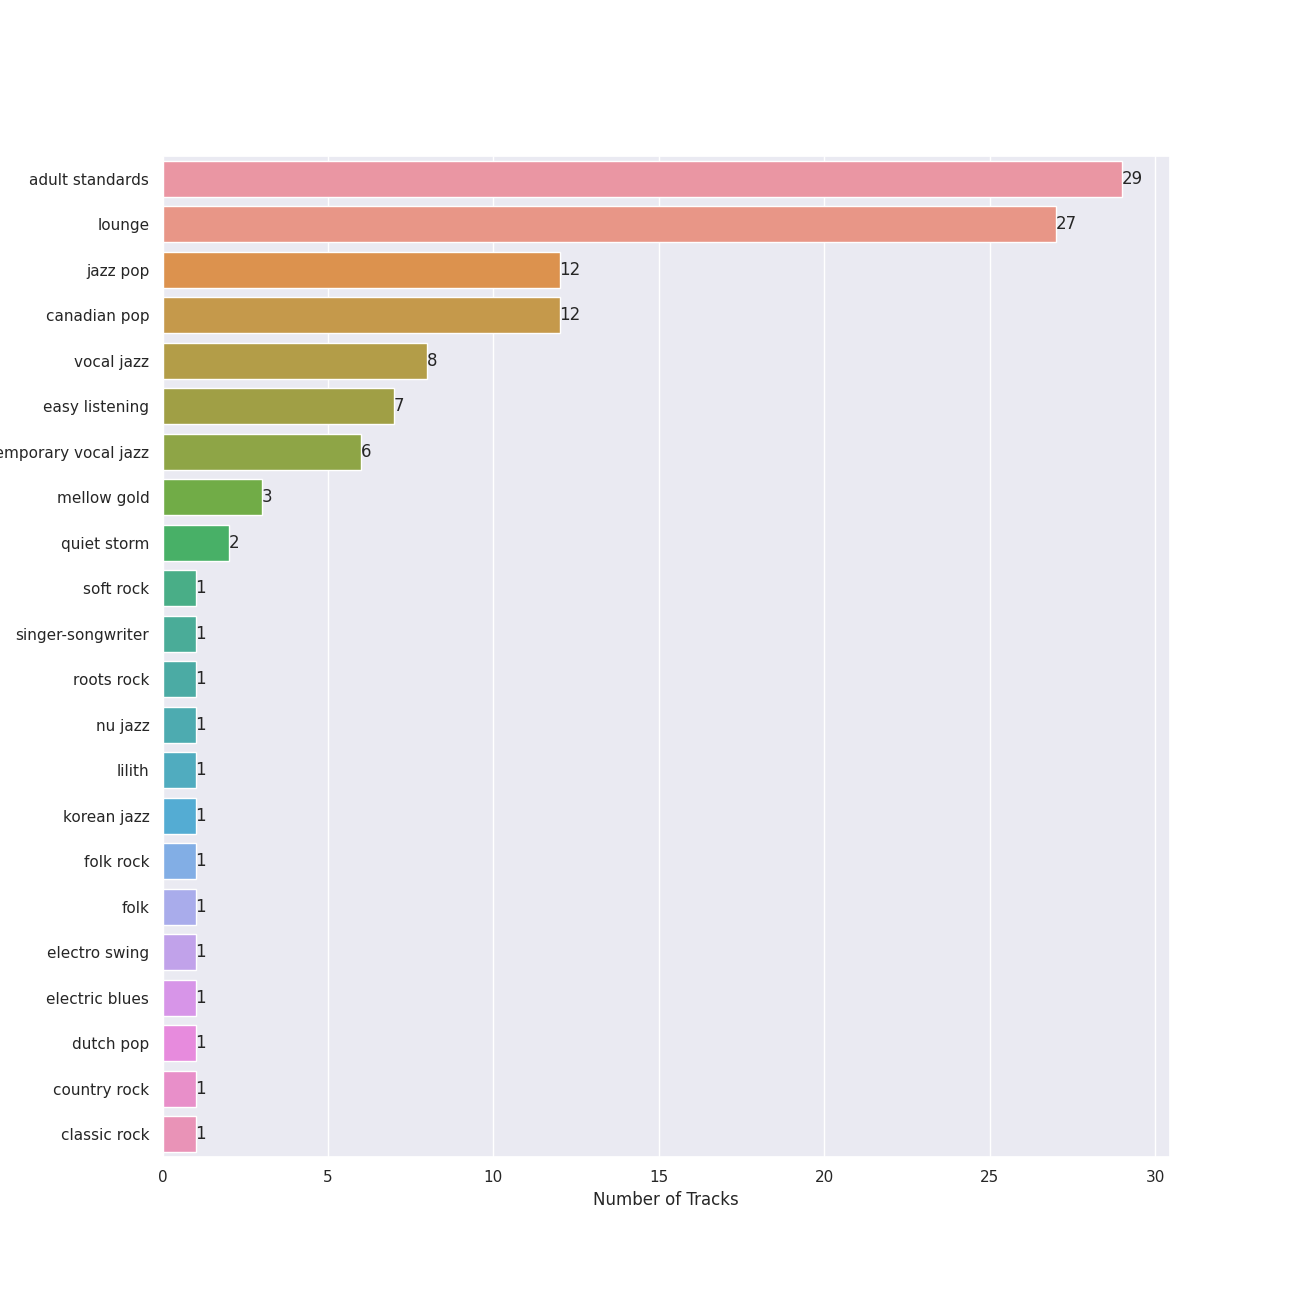 adult standards 29
lounge 27
jazz pop 12
canadian pop 12
vocal jazz 8
easy listening 7
emporary vocal jazz 6
mellow gold 3
quiet storm 2
soft rock 1
singer-songwriter 1
roots rock 1
nu jazz 1
lilith 1
korean jazz 1
folk rock 1
folk 1
electro swing 1
electric blues 1
dutch pop 1
country rock 1
classic rock 1
0 5 10 15 20 25 30
Number of Tracks